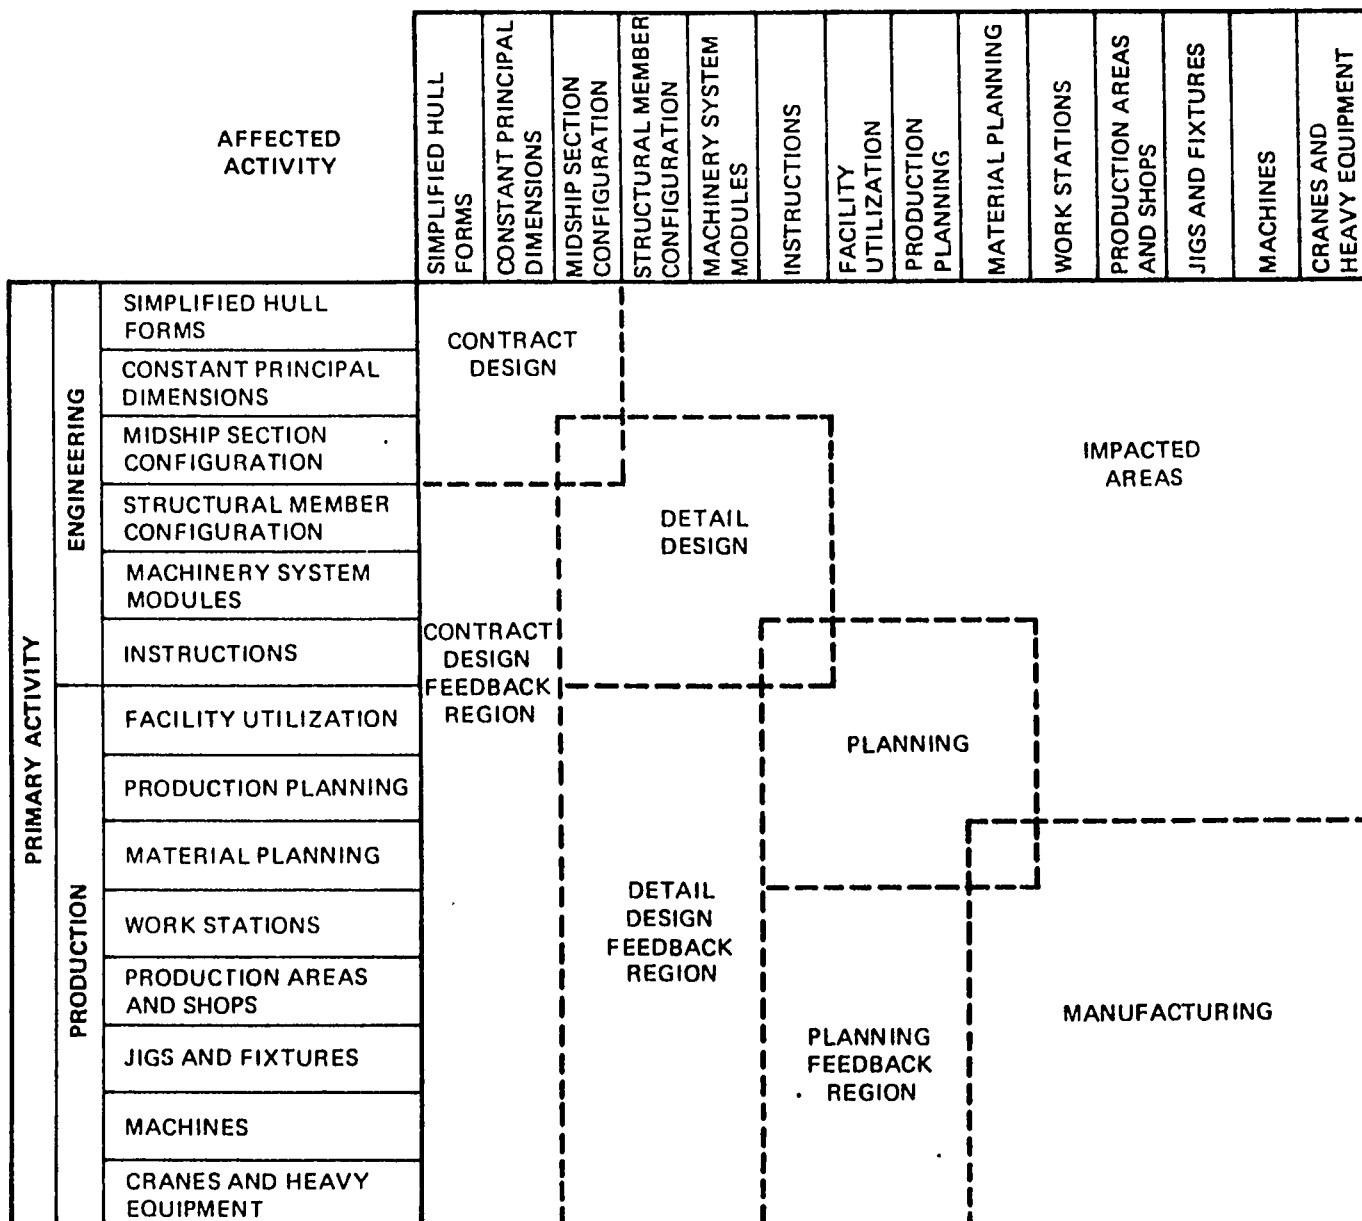 AFFECTED
ACTIVITY
SIMPLIFIED HULL
FORMS
CONSTANT PRINCIPAL
DIMENSIONS
MIDSHIP SECTION
CONFIGURATION
STRUCTURAL MEMBER
CONFIGURATION
MACHINERY SYSTEM
MODULES
INSTRUCTIONS
FACILITY
UTILIZATION
PRODUCTION
PLANNING
MATERIAL PLANNING
WORK STATIONS
PRODUCTION AREAS
AND SHOPS
JIGS AND FIXTURES
MACHINES
CRANES AND
HEAVY EQUIPMENT
PRIMARY ACTIVITY
ENGINEERING
SIMPLIFIED HULL
FORMS
CONSTANT PRINCIPAL
DIMENSIONS
MIDSHIP SECTION
CONFIGURATION
STRUCTURAL MEMBER
CONFIGURATION
MACHINERY SYSTEM
MODULES
INSTRUCTIONS
PRODUCTION
FACILITY UTILIZATION
PRODUCTION PLANNING
MATERIAL PLANNING
WORK STATIONS
PRODUCTION AREAS
AND SHOPS
JIGS AND FIXTURES
MACHINES
CRANES AND HEAVY
EQUIPMENT
CONTRACT
DESIGN
IMPACTED
AREAS
DETAIL
DESIGN
CONTRACT
DESIGN
FEEDBACK
REGION
PLANNING
DETAIL
DESIGN
FEEDBACK
REGION
MANUFACTURING
PLANNING
FEEDBACK
REGION